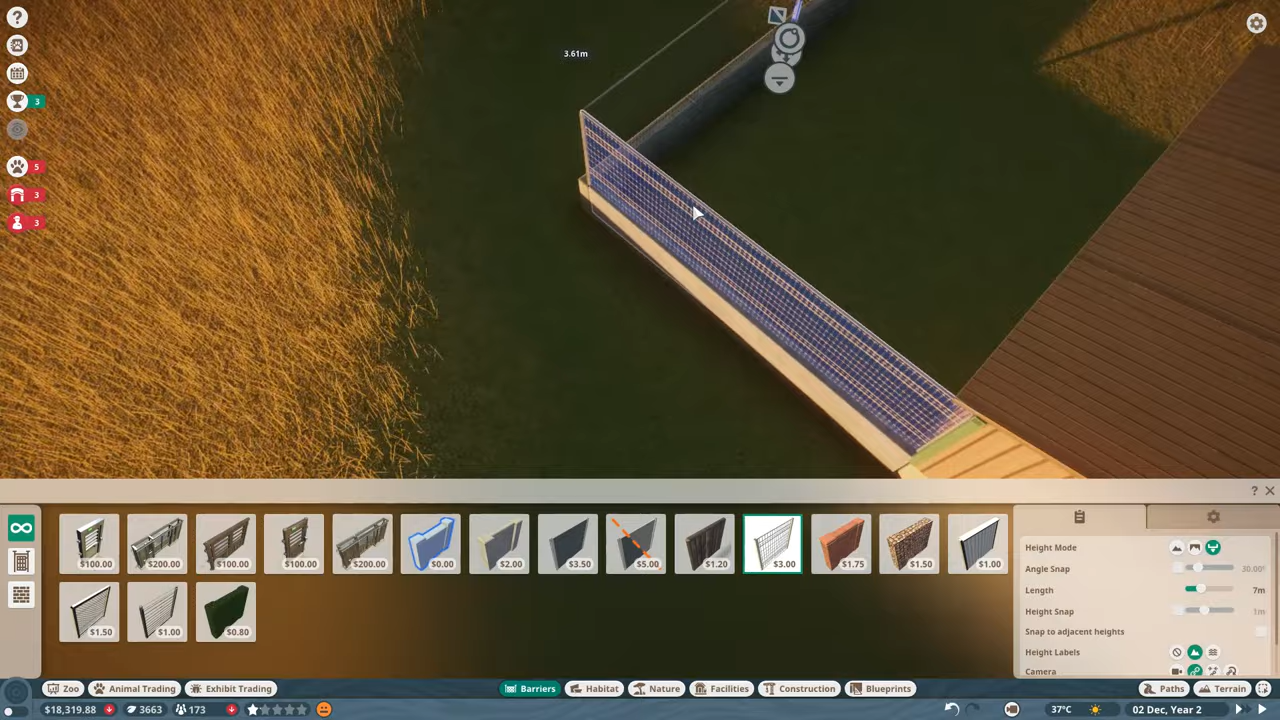 3.61m
?
3
5
3
3
?
$100.00 $200.00 $100.00 $100.00 $200.00 $0.00 $2.00 $3.50 $5.00 $1.20 $3.00 $1.75 $1.50 $1.00
$1.50 $1.00 $0.80
Height Mode
Angle Snap 30.00°
Length 7m
Height Snap 1m
Snap to adjacent heights
Height Labels
Camera
Zoo Animal Trading Exhibit Trading Barriers Habitat Nature Facilities Construction Blueprints Paths Terrain
$18,319.88 3663 173 37°C 02 Dec, Year 2